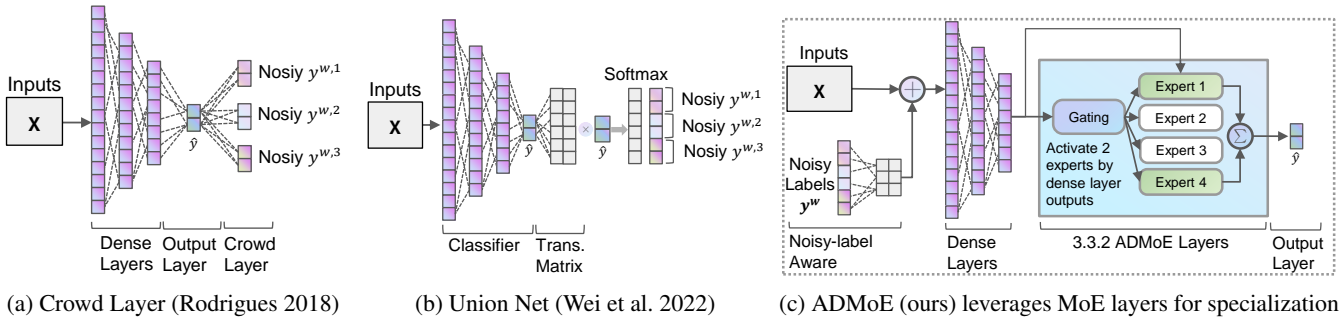 Inputs
X
ŷ
Nosiy y^{w,1}
Nosiy y^{w,2}
Nosiy y^{w,3}
Dense
Layers
Output
Layer
Crowd
Layer
(a) Crowd Layer (Rodrigues 2018)
Inputs
X
ŷ
×
ŷ
Softmax
Nosiy y^{w,1}
Nosiy y^{w,2}
Nosiy y^{w,3}
Classifier
Trans.
Matrix
(b) Union Net (Wei et al. 2022)
Inputs
X
+
Noisy
Labels
y^w
Gating
Activate 2
experts by
dense layer
outputs
Expert 1
Expert 2
Expert 3
Expert 4
Σ
ŷ
Noisy-label
Aware
Dense
Layers
3.3.2 ADMoE Layers
Output
Layer
(c) ADMoE (ours) leverages MoE layers for specialization